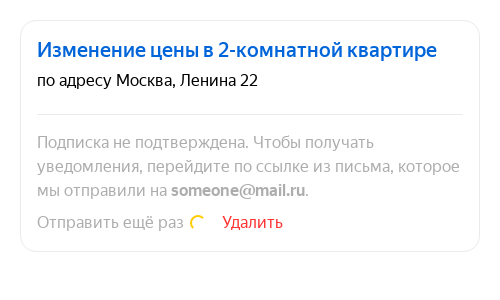 Изменение цены в 2-комнатной квартире
по адресу Москва, Ленина 22
Подписка не подтверждена. Чтобы получать
уведомления, перейдите по ссылке из письма, которое
мы отправили на someone@mail.ru.
Отправить ещё раз Удалить